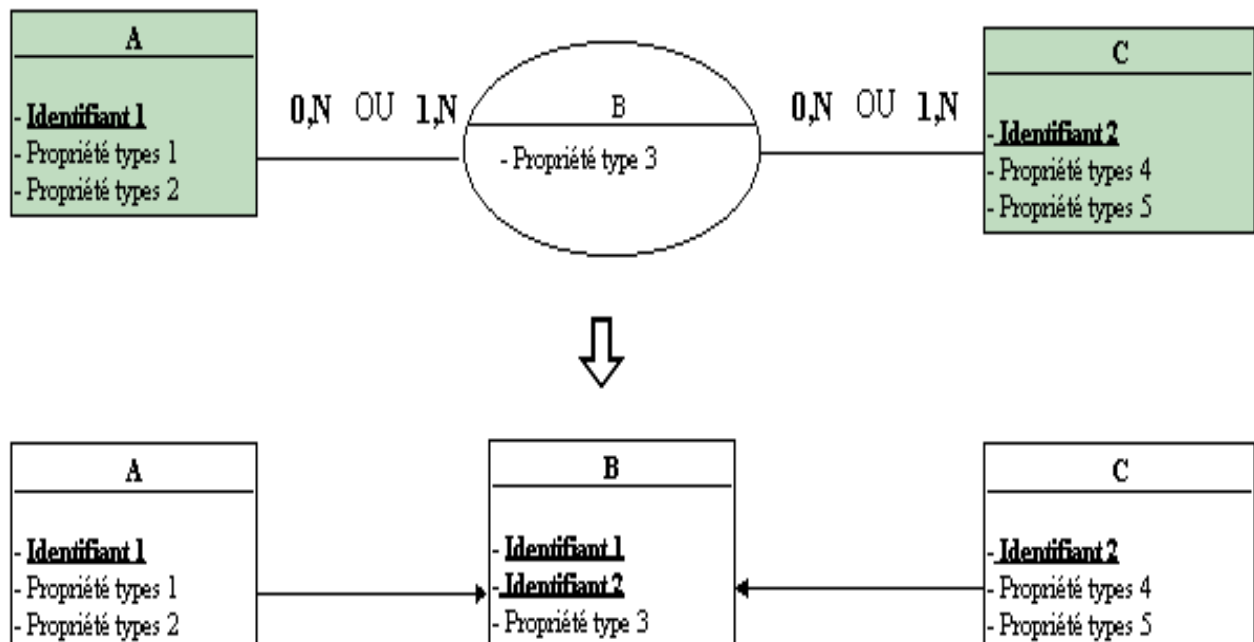 A
- Identifiant 1
- Propriété types 1
- Propriété types 2
0,N OU 1,N
B
- Propriété type 3
0,N OU 1,N
C
- Identifiant 2
- Propriété types 4
- Propriété types 5
A
- Identifiant 1
- Propriété types 1
- Propriété types 2
B
- Identifiant 1
- Identifiant 2
- Propriété type 3
C
- Identifiant 2
- Propriété types 4
- Propriété types 5